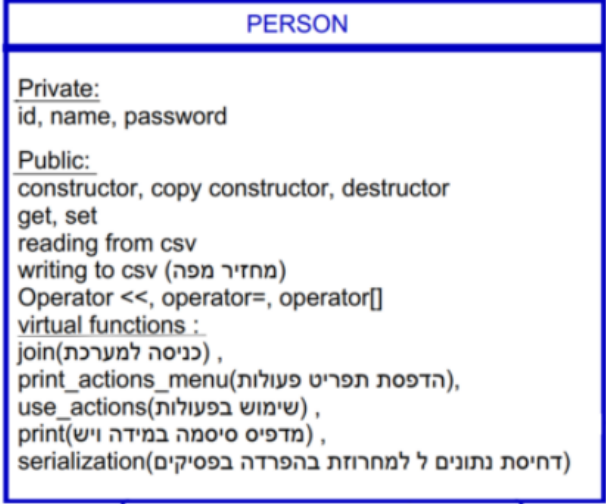 PERSON
Private:
id, name, password
Public:
constructor, copy constructor, destructor
get, set
reading from csv
writing to csv (מחזיר מפה)
Operator <<, operator=, operator[]
virtual functions :
join(כניסה למערכת) ,
print_actions_menu(הדפסת תפריט פעולות),
use_actions(שימוש בפעולות) ,
print(מדפיס סיסמה במידה ויש) ,
serialization(דחיסת נתונים ל למחרוזת בהפרדה בפסיקים)